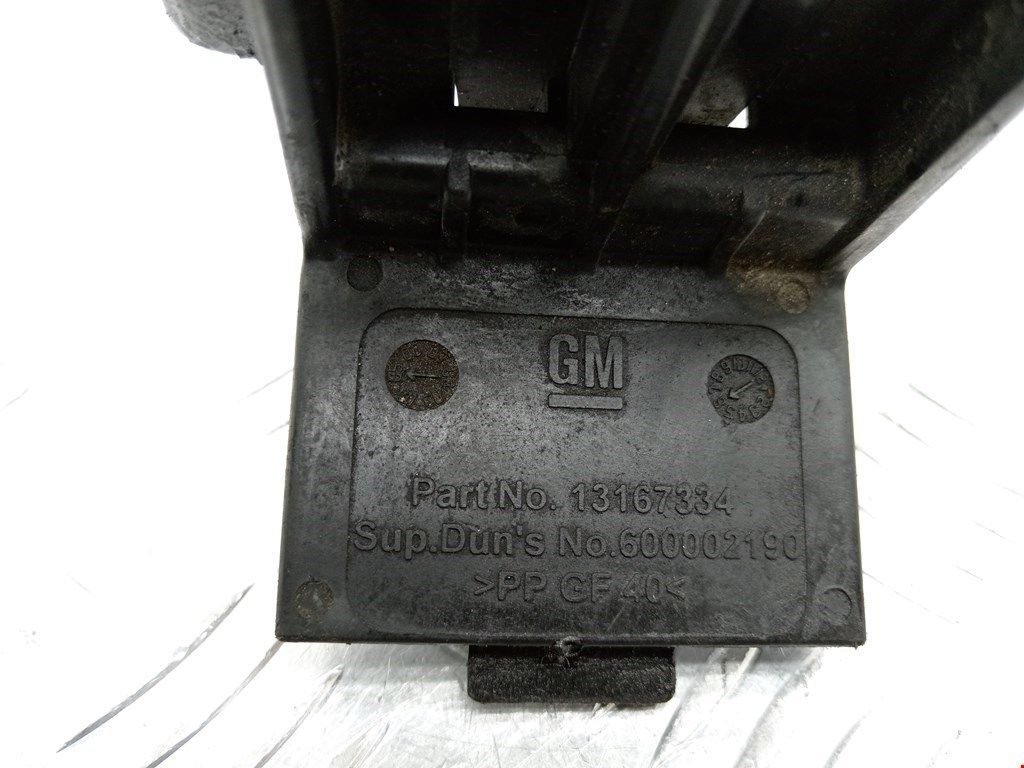 GM
Part No. 13167334
Sup.Dun's No.600002190
>PP GF 40<